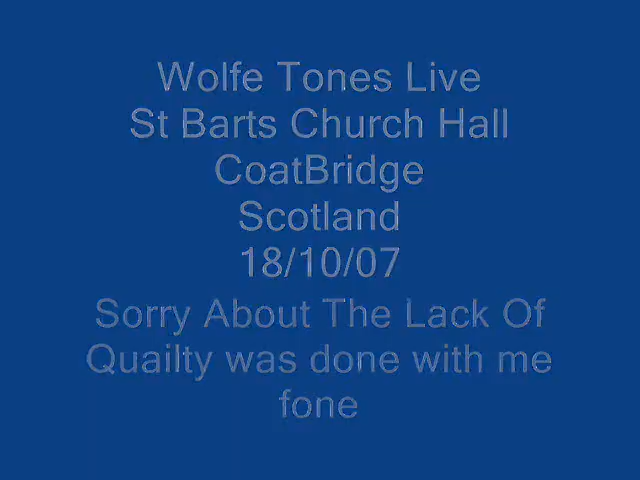 Wolfe Tones Live
St Barts Church Hall
CoatBridge
Scotland
18/10/07
Sorry About The Lack Of
Quailty was done with me
fone